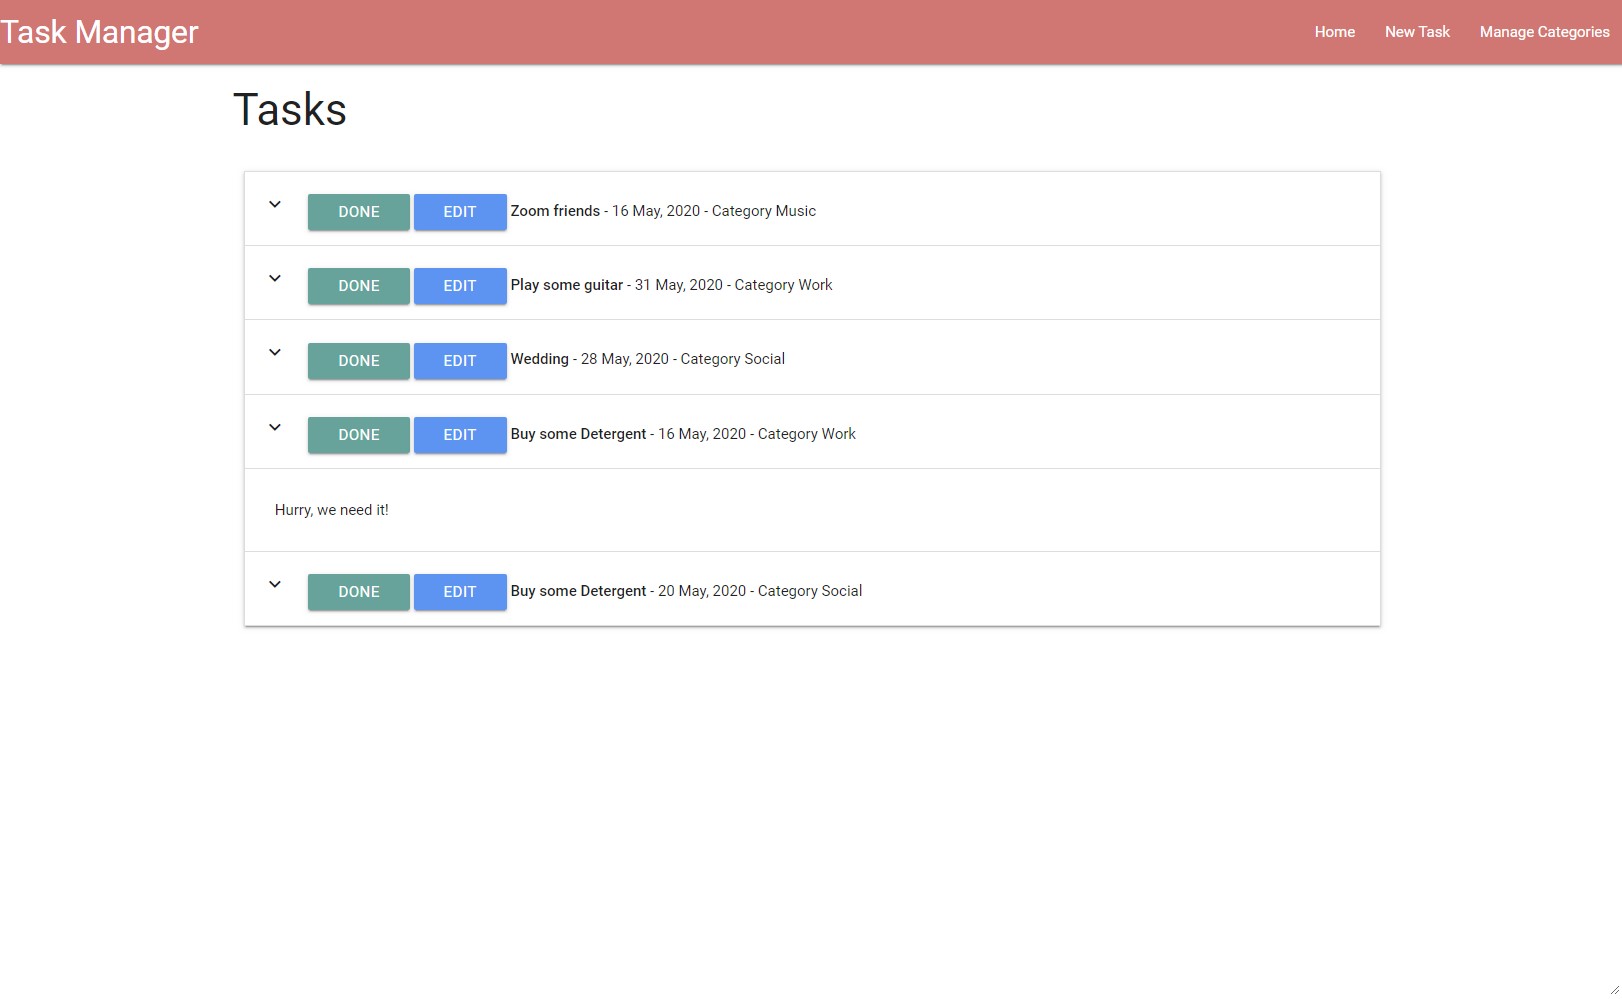 Task Manager Home New Task Manage Categories
Tasks
DONE EDIT Zoom friends - 16 May, 2020 - Category Music
DONE EDIT Play some guitar - 31 May, 2020 - Category Work
DONE EDIT Wedding - 28 May, 2020 - Category Social
DONE EDIT Buy some Detergent - 16 May, 2020 - Category Work
Hurry, we need it!
DONE EDIT Buy some Detergent - 20 May, 2020 - Category Social